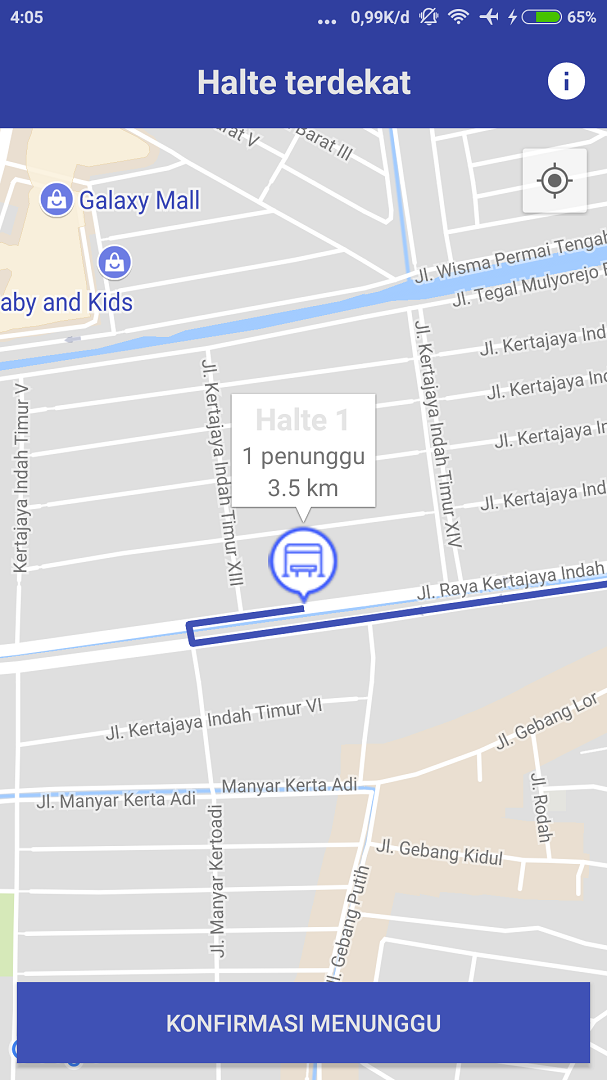 4:05
... 0,99K/d 65%
Halte terdekat
i
Barat III
Galaxy Mall
aby and Kids
Jl. Wisma Permai Tengah
Jl. Tegal Mulyorejo
Jl. Kertajaya Ind
Jl. Kertajaya Ind
Jl. Kertajaya In
Jl. Kertajaya Ind
Kertajaya Indah Timur V
Jl. Kertajaya Indah Timur XIII
Jl. Kertajaya Indah Timur XIV
Halte 1
1 penunggu
3.5 km
Jl. Raya Kertajaya Indah
Jl. Kertajaya Indah Timur VI
Jl. Gebang Lor
Manyar Kerta Adi
Jl. Manyar Kerta Adi
Jl. Rodah
Jl. Manyar Kertoadi
Jl. Gebang Kidul
Jl. Gebang Putih
KONFIRMASI MENUNGGU